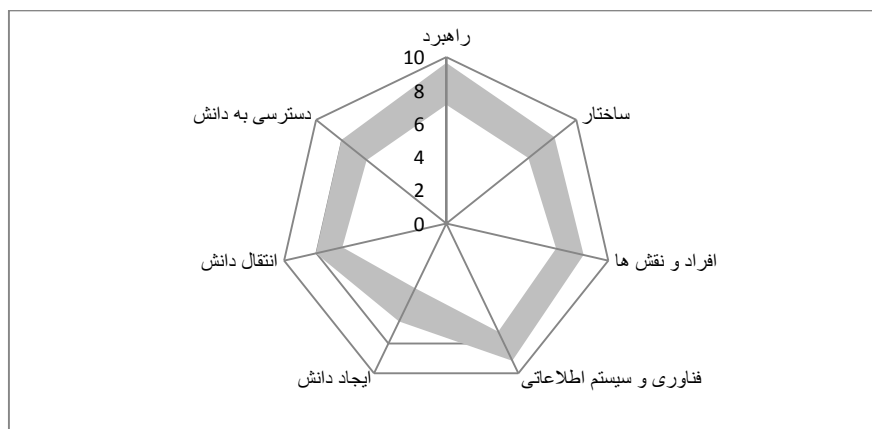 راهبرد
10
8
6
4
2
0
ساختار
افراد و نقش ها
فناوری و سیستم اطلاعاتی
ایجاد دانش
انتقال دانش
دسترسی به دانش